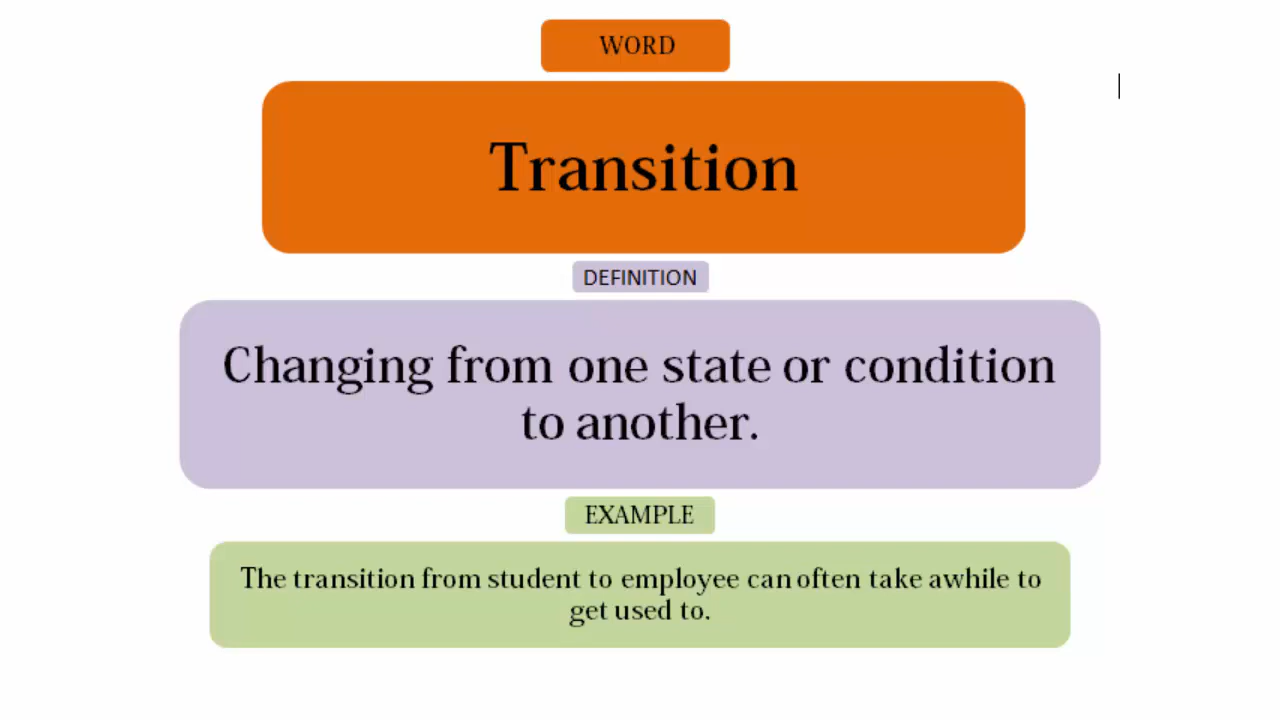 WORD
Transition
DEFINITION
Changing from one state or condition
to another.
EXAMPLE
The transition from student to employee can often take awhile to
get used to.